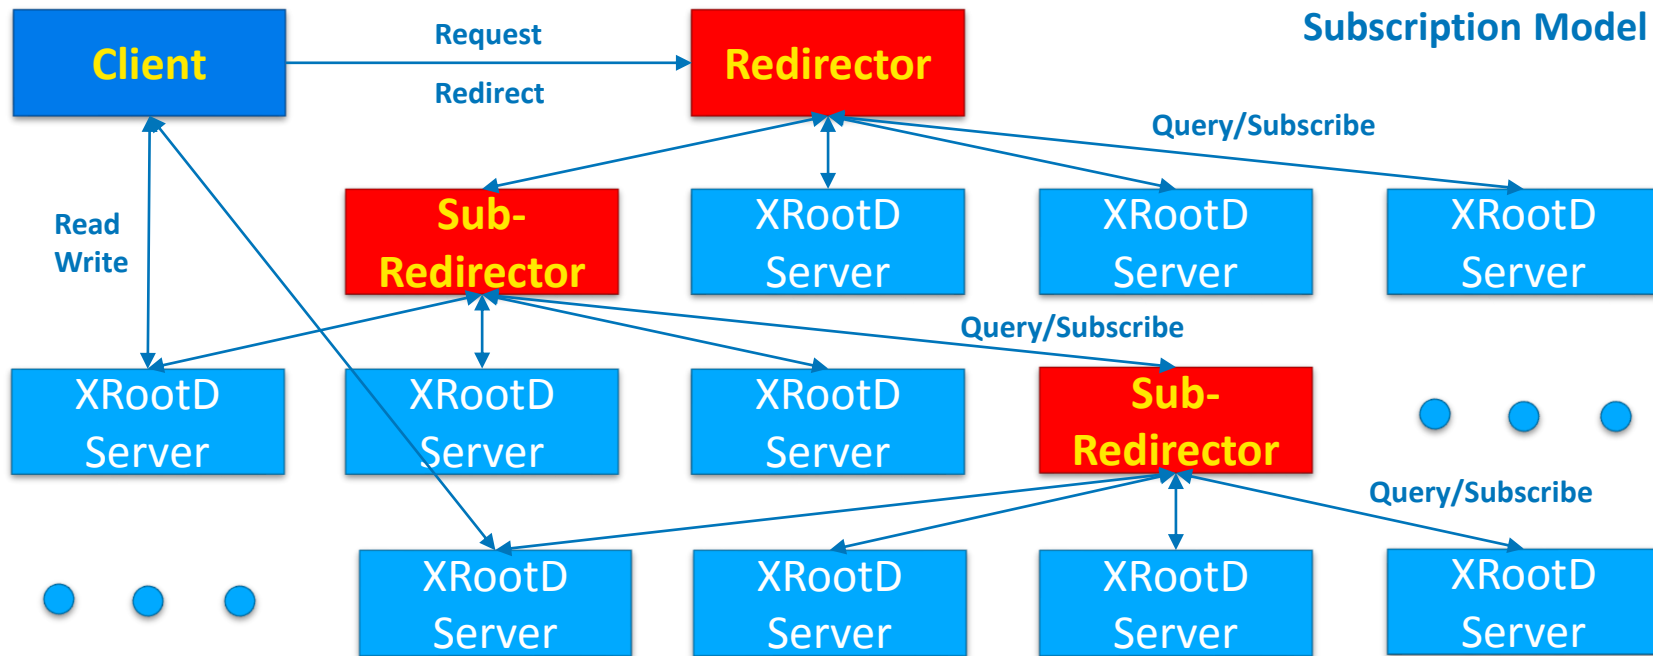 Subscription Model
Client
Request
Redirect
Redirector
Query/Subscribe
Read
Write
Sub-
Redirector
XRootD
Server
XRootD
Server
XRootD
Server
Query/Subscribe
XRootD
Server
XRootD
Server
XRootD
Server
Sub-
Redirector
Query/Subscribe
XRootD
Server
XRootD
Server
XRootD
Server
XRootD
Server